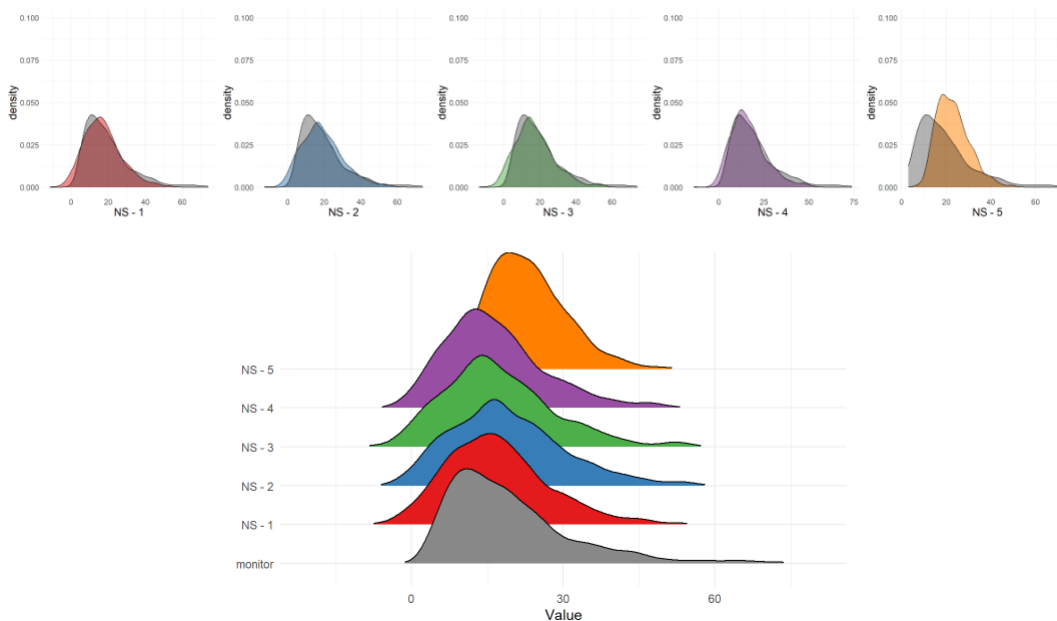 0.100 0.100 0.100 0.100 0.100
0.075 0.075 0.075 0.075 0.075
density density density density density
0.050 0.050 0.050 0.050 0.050
0.025 0.025 0.025 0.025 0.025
0.000 0.000 0.000 0.000 0.000
0 20 40 60 0 20 40 60 0 20 40 60 0 25 50 75 0 20 40 60
NS - 1 NS - 2 NS - 3 NS - 4 NS - 5
NS - 5
NS - 4
NS - 3
NS - 2
NS - 1
monitor
0 30 60
Value